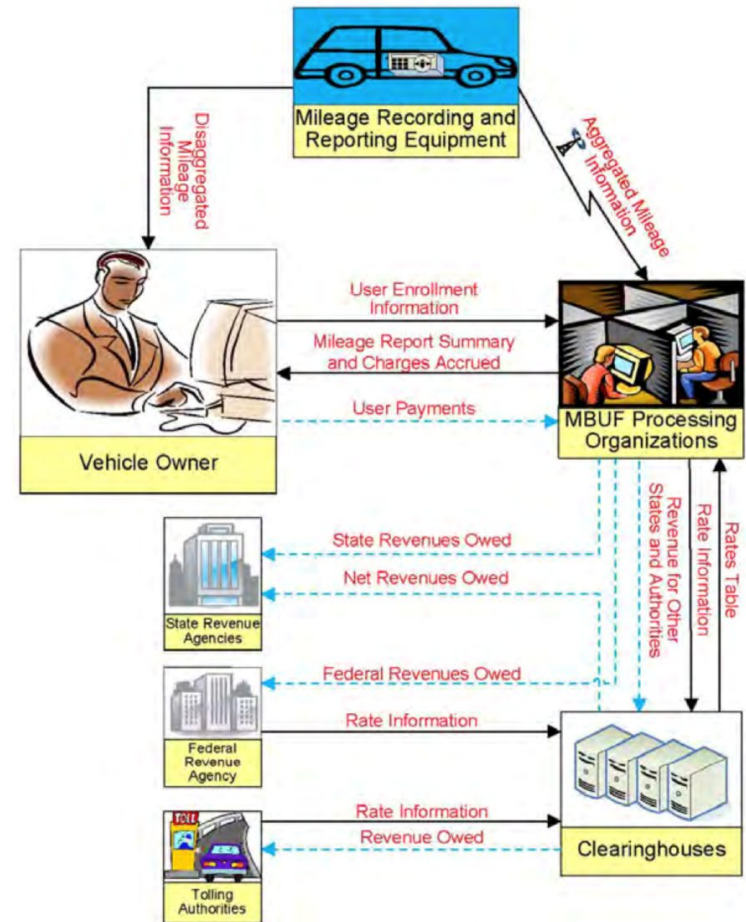 Mileage Recording and
Reporting Equipment
Disaggregated
Mileage
Information
Aggregated Mileage
Information
User Enrollment
Information
Mileage Report Summary
and Charges Accrued
User Payments
Vehicle Owner
MBUF Processing
Organizations
State Revenues Owed
Net Revenues Owed
State Revenue
Agencies
Revenue for Other
States and Authorities
Rate Information
Rates Table
Federal Revenues Owed
Rate Information
Federal
Revenue
Agency
TOLL
Rate Information
Revenue Owed
Tolling
Authorities
Clearinghouses